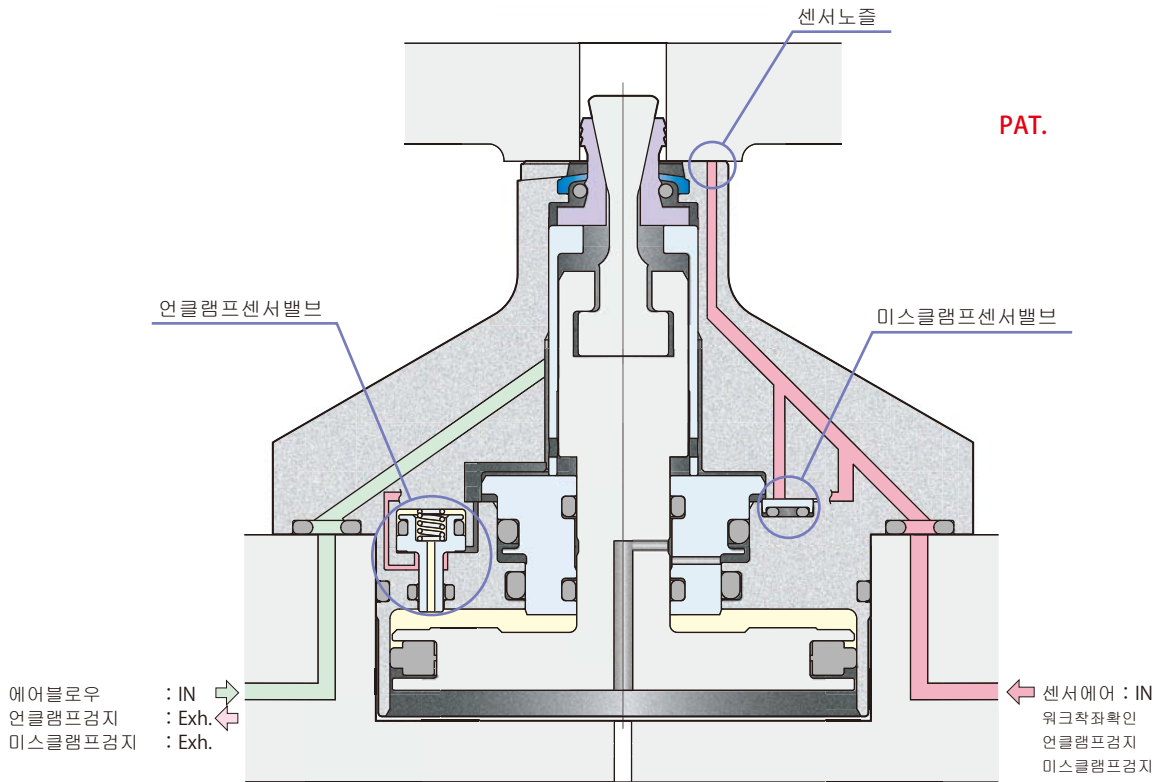 센서노즐
PAT.
언클램프센서밸브
미스클램프센서밸브
에어블로우 : IN
언클램프검지 : Exh.
미스클램프검지 : Exh.
센서에어 : IN
워크착좌확인
언클램프검지
미스클램프검지